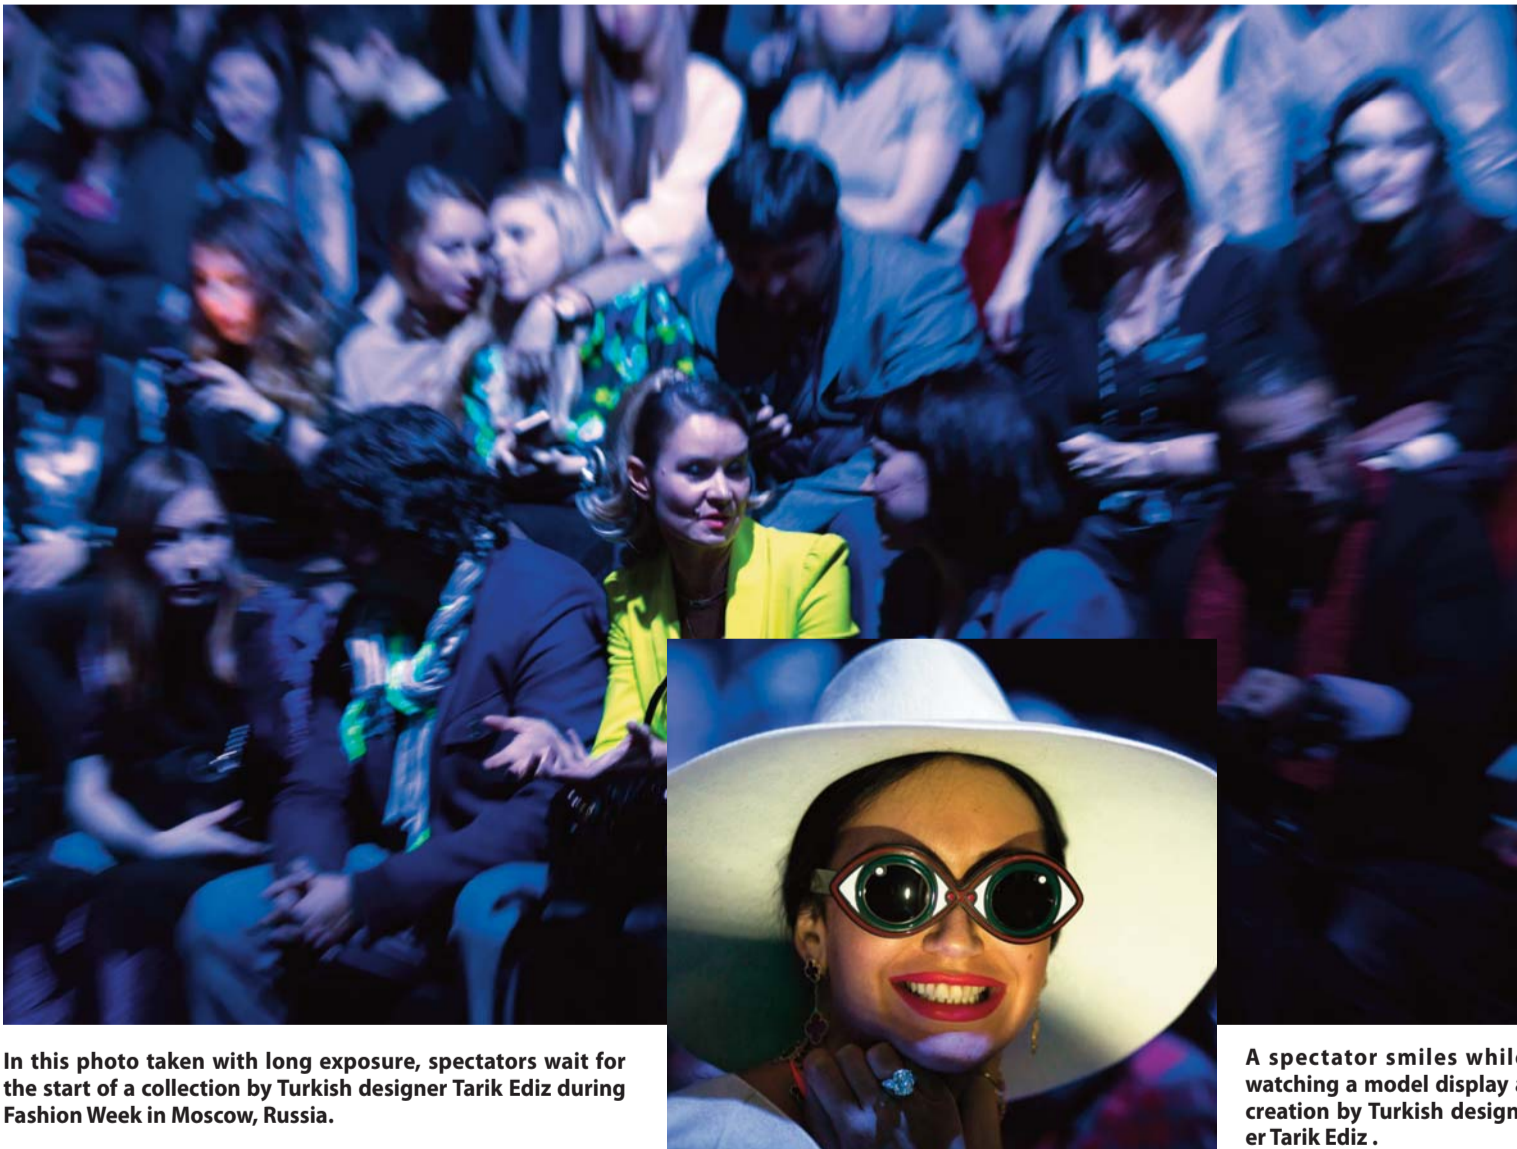 In this photo taken with long exposure, spectators wait for
the start of a collection by Turkish designer Tarik Ediz during
Fashion Week in Moscow, Russia.
A spectator smiles while
watching a model display a
creation by Turkish design-
er Tarik Ediz .